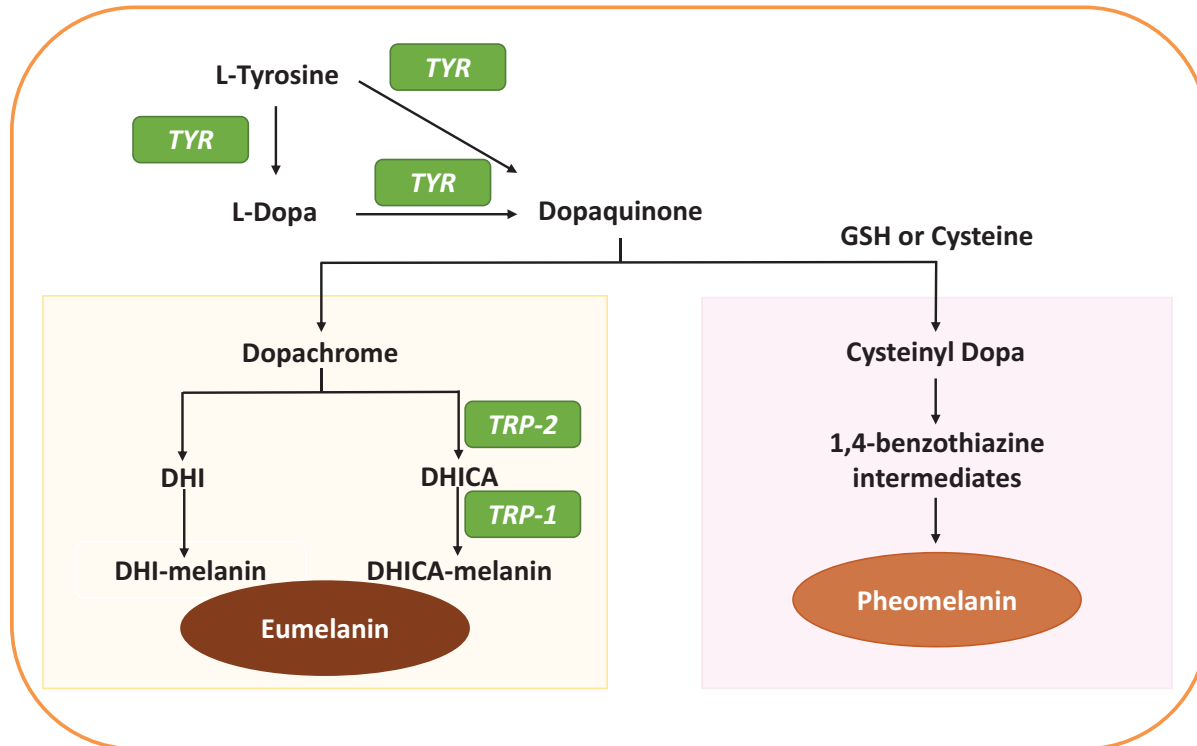 L-Tyrosine
TYR
TYR
TYR
L-Dopa
Dopaquinone
GSH or Cysteine
Dopachrome
Cysteinyl Dopa
TRP-2
1,4-benzothiazine
intermediates
DHI
DHICA
TRP-1
DHI-melanin
DHICA-melanin
Eumelanin
Pheomelanin